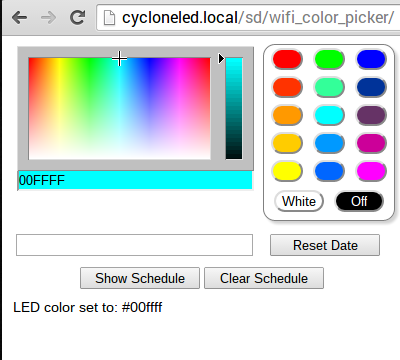 cycloneled.local/sd/wifi_color_picker/
00FFFF
White
Off
Reset Date
Show Schedule
Clear Schedule
LED color set to: #00ffff